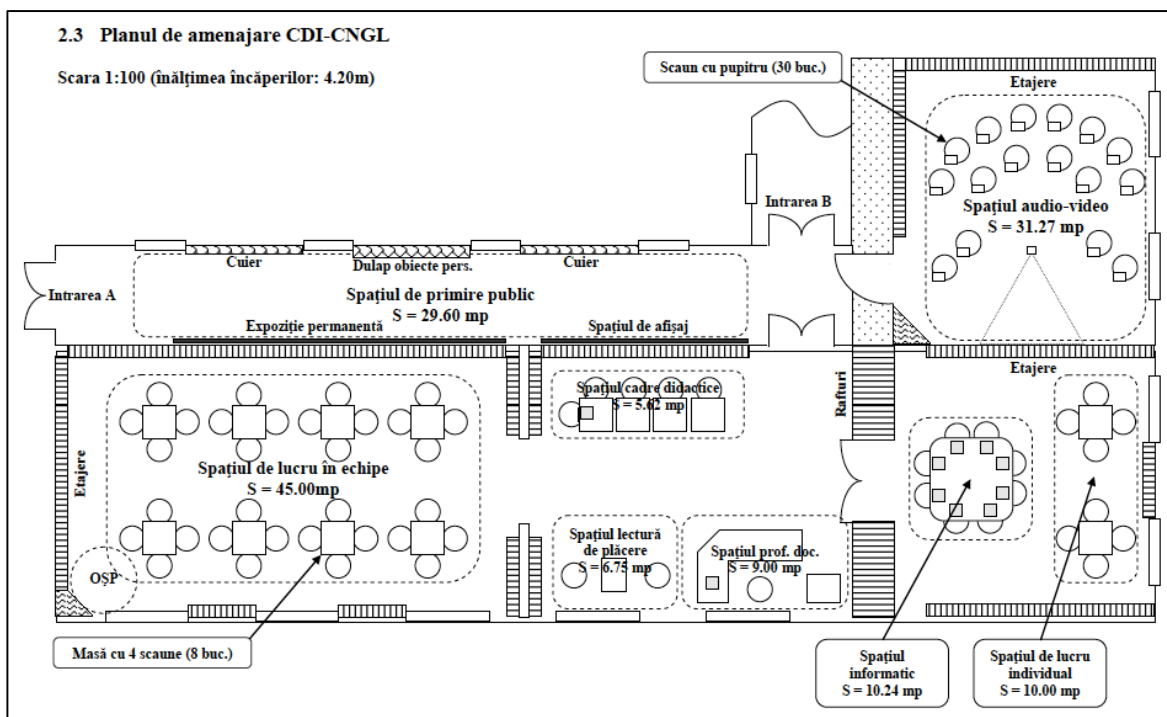 2.3 Planul de amenajare CDI-CNGL
Scara 1:100 (înălțimea încăperilor: 4.20m)
Scaun cu pupitru (30 buc.)
Etajere
Spațiul audio-video
S = 31.27 mp
Intrarea B
Intrarea A
Cuier
Dulap obiecte pers.
Cuier
Spațiul de primire public
S = 29.60 mp
Expoziție permanentă
Spațiul de afișaj
Etajere
Spațiul cadre didactice
S = 5.62 mp
Rafturi
Etajere
Spațiul de lucru în echipe
S = 45.00mp
OȘP
Spațiul lectură
de plăcere
S = 6.75 mp
Spațiul prof. doc.
S = 9.00 mp
Masă cu 4 scaune (8 buc.)
Spațiul
informatic
S = 10.24 mp
Spațiul de lucru
individual
S = 10.00 mp